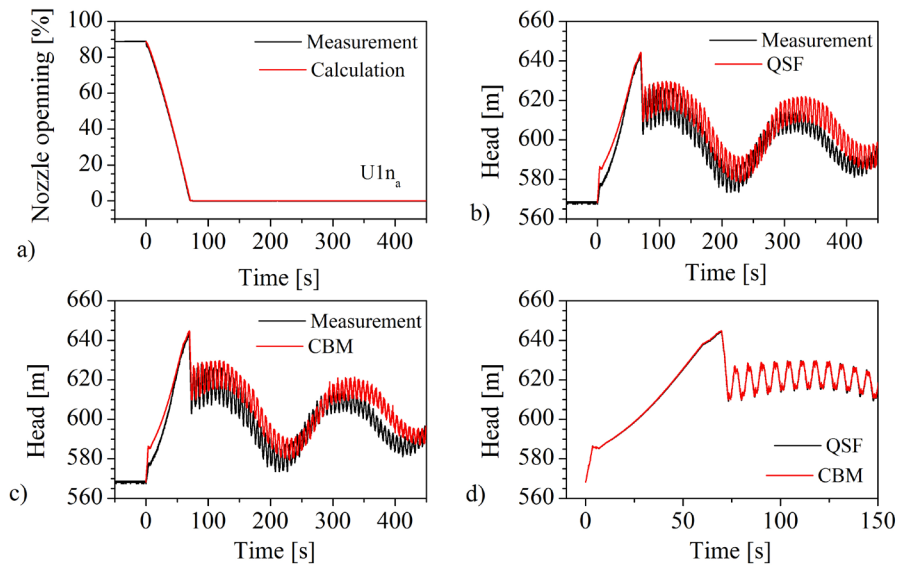 a)
Nozzle openning [%]
100
80
60
40
20
0
Measurement
Calculation
U1nₐ
0 100 200 300 400
Time [s]
b)
Head [m]
660
640
620
600
580
560
Measurement
QSF
0 100 200 300 400
Time [s]
c)
Head [m]
660
640
620
600
580
560
Measurement
CBM
0 100 200 300 400
Time [s]
d)
Head [m]
660
640
620
600
580
560
QSF
CBM
0 50 100 150
Time [s]